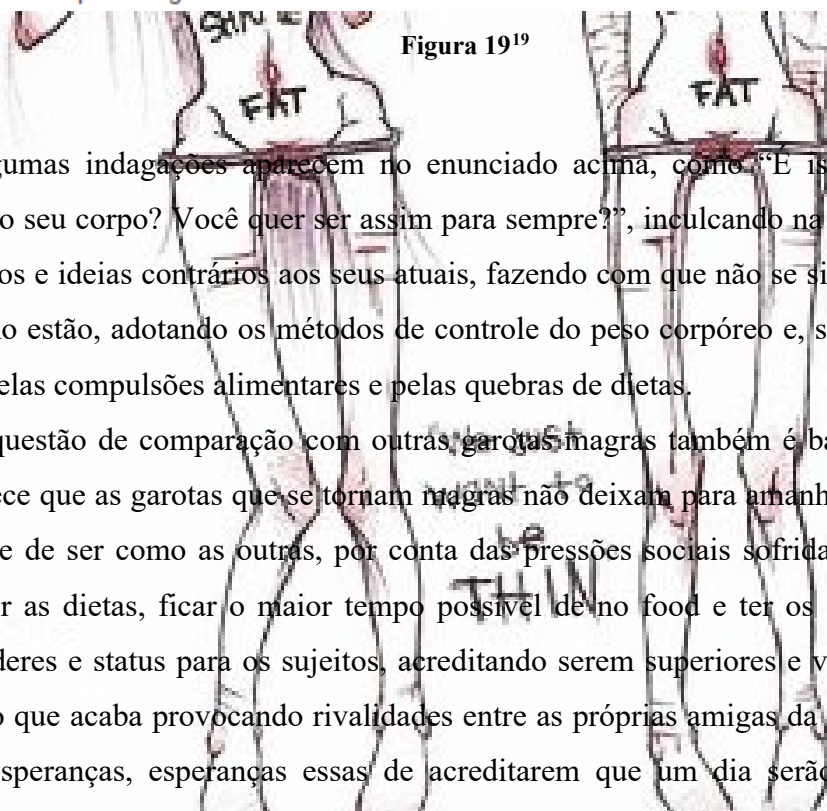 Figura 19¹⁹
FAT
FAT
gumas indagações aparecem no enunciado acima, como “É is
o seu corpo? Você quer ser assim para sempre?”, inculcando na
os e ideias contrários aos seus atuais, fazendo com que não se si
o estão, adotando os métodos de controle do peso corpóreo e, s
elas compulsões alimentares e pelas quebras de dietas.
questão de comparação com outras garotas magras também é ba
ece que as garotas que se tornam magras não deixam para amanh
e de ser como as outras, por conta das pressões sociais sofrida
r as dietas, ficar o maior tempo possível de no food e ter os
deres e status para os sujeitos, acreditando serem superiores e v
o que acaba provocando rivalidades entre as próprias amigas da
speranças, esperanças essas de acreditarem que um dia serão
just
want to
be
THIN